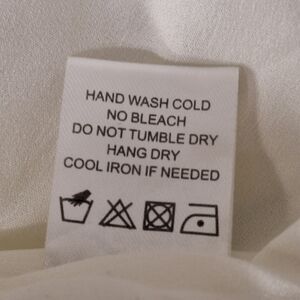 HAND WASH COLD
NO BLEACH
DO NOT TUMBLE DRY
HANG DRY
COOL IRON IF NEEDED